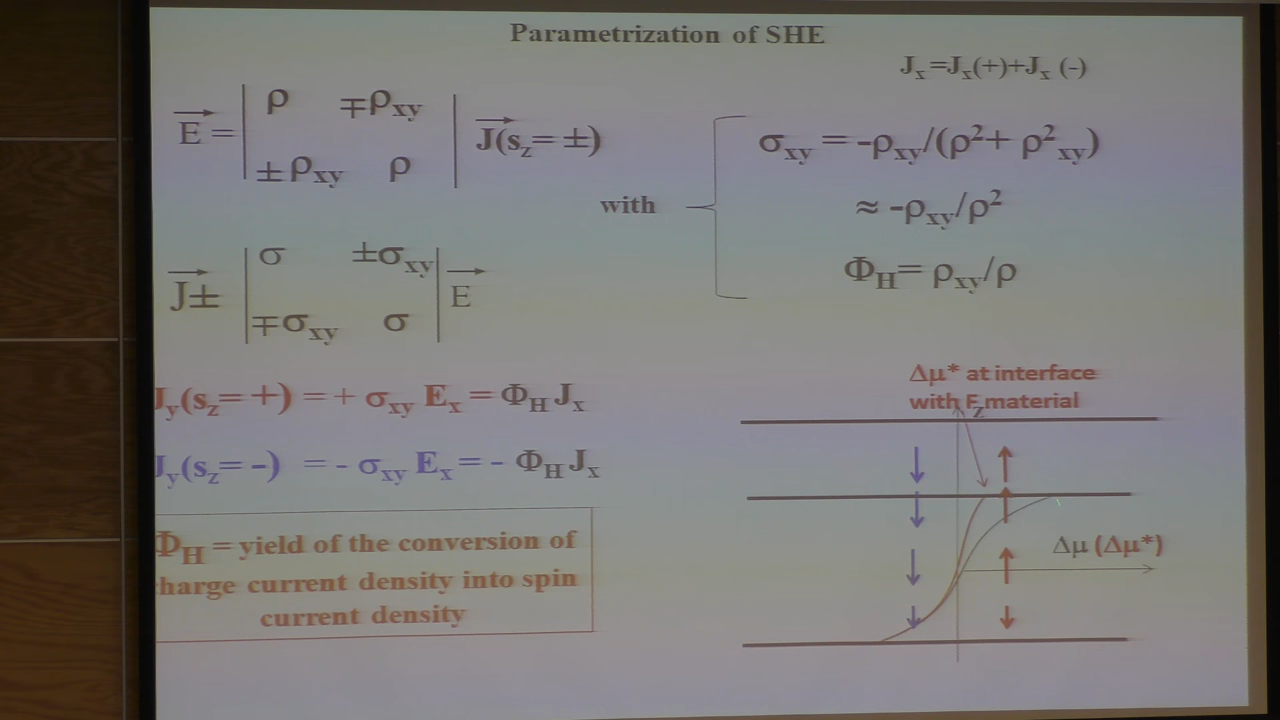 Parametrization of SHE
Jx=Jx(+)+Jx (-)
E = | ρ ∓ρxy | J(sz= ±)
| ±ρxy ρ |
with
σxy = -ρxy/(ρ²+ ρ²xy)
≈ -ρxy/ρ²
ΦH= ρxy/ρ
J± | σ ±σxy | E
| ∓σxy σ |
Jy(sz= +) = + σxy Ex = ΦH Jx
Jy(sz= -) = - σxy Ex = - ΦH Jx
ΦH = yield of the conversion of
harge current density into spin
current density
Δμ* at interface
with F material
z
Δμ (Δμ*)